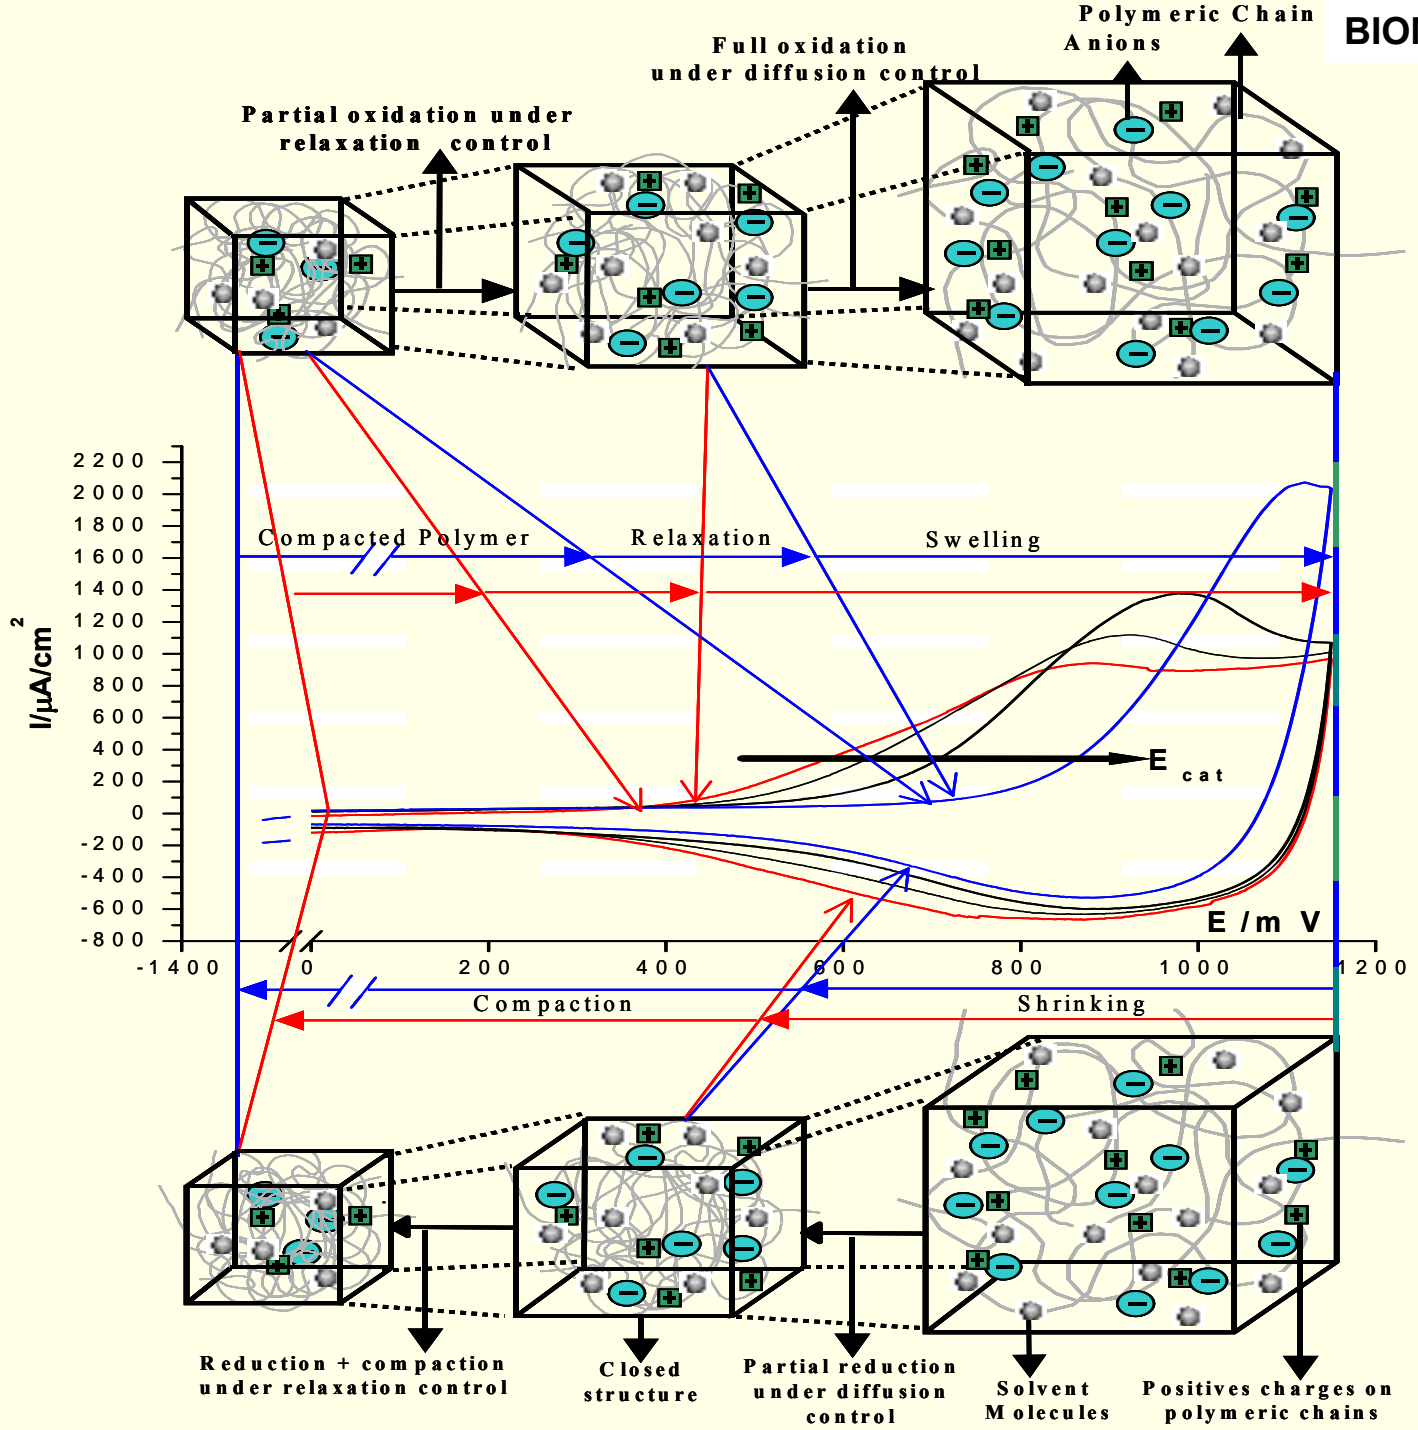 Polymeric Chain
BIOI
Anions
Full oxidation
under diffusion control
Partial oxidation under
relaxation control
2200
2000
1800
1600
1400
1200
1000
800
600
400
200
0
-200
-400
-600
-800
I/µA/cm²
Compacted Polymer
Relaxation
Swelling
E cat
E /m V
-1400
0
200
400
600
800
1000
1200
Compaction
Shrinking
Reduction + compaction
under relaxation control
Closed
structure
Partial reduction
under diffusion
control
Solvent
Molecules
Positives charges on
polymeric chains